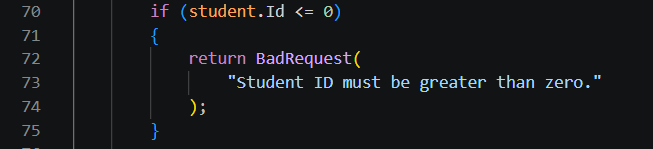 70 if (student.Id <= 0)
71 {
72 return BadRequest(
73 "Student ID must be greater than zero."
74 );
75 }